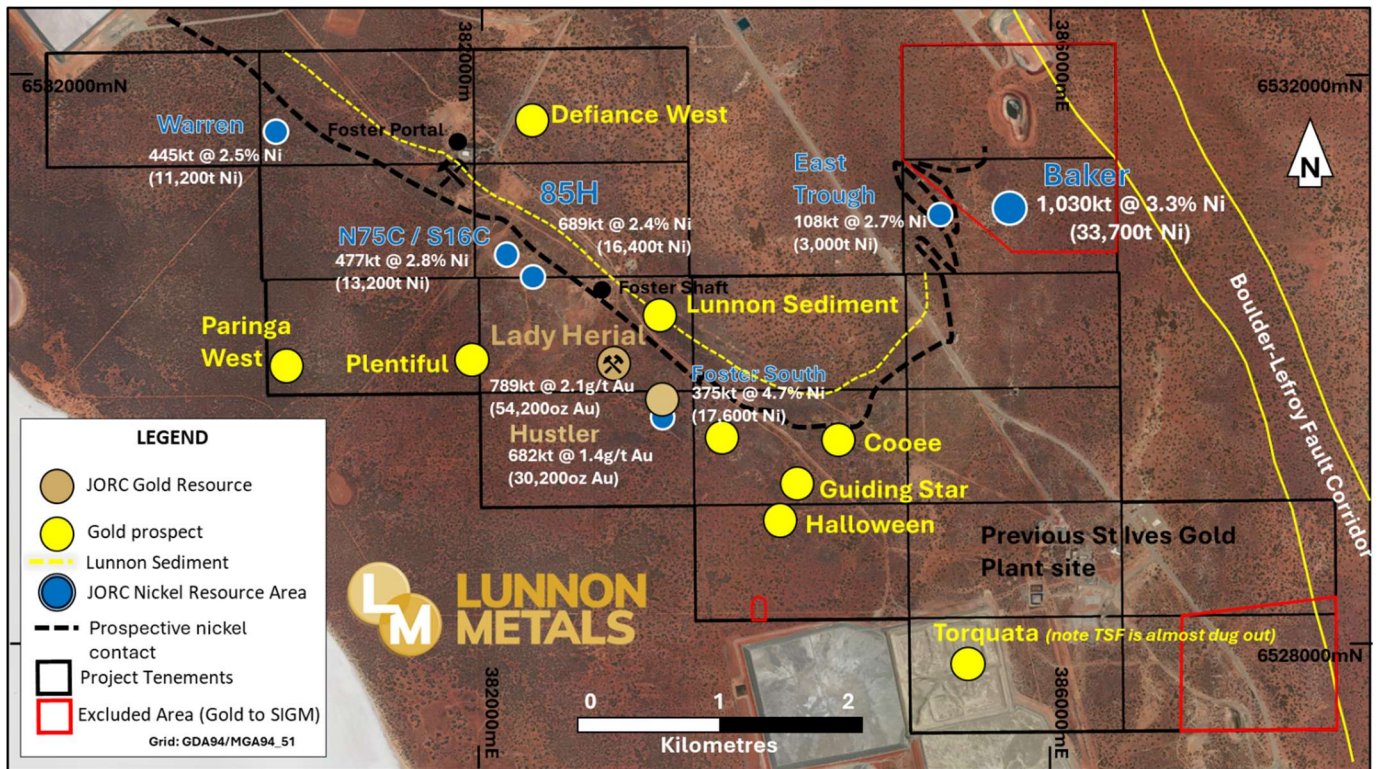 382000m
386000mE
6532000mN
6532000mN
Defiance West
Warren
445kt @ 2.5% Ni
(11,200t Ni)
Foster Portal
85H
689kt @ 2.4% Ni
(16,400t Ni)
East
Trough
108kt @ 2.7% Ni
(3,000t Ni)
Baker
1,030kt @ 3.3% Ni
(33,700t Ni)
N
N75C / S16C
477kt @ 2.8% Ni
(13,200t Ni)
Foster Shaft
Lunnon Sediment
Boulder-Lefroy Fault Corridor
Paringa
West
Plentiful
Lady Herial
789kt @ 2.1g/t Au
(54,200oz Au)
Foster South
375kt @ 4.7% Ni
(17,600t Ni)
Hustler
682kt @ 1.4g/t Au
(30,200oz Au)
Cooee
Guiding Star
Halloween
Previous St Ives Gold
Plant site
Torquata (note TSF is almost dug out)
6528000mN
382000mE
386000mE
LEGEND
JORC Gold Resource
Gold prospect
Lunnon Sediment
JORC Nickel Resource Area
Prospective nickel
contact
Project Tenements
Excluded Area (Gold to SIGM)
Grid: GDA94/MGA94_51
LM
LUNNON
METALS
0 1 2
Kilometres